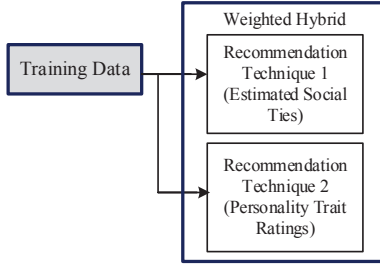 Weighted Hybrid
Training Data
Recommendation
Technique 1
(Estimated Social
Ties)
Recommendation
Technique 2
(Personality Trait
Ratings)